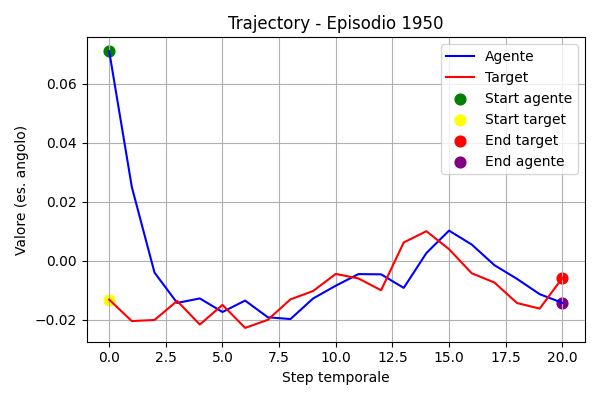 Trajectory - Episodio 1950
Agente
Target
Start agente
Start target
End target
End agente
Valore (es. angolo)
0.06
0.04
0.02
0.00
−0.02
0.0 2.5 5.0 7.5 10.0 12.5 15.0 17.5 20.0
Step temporale